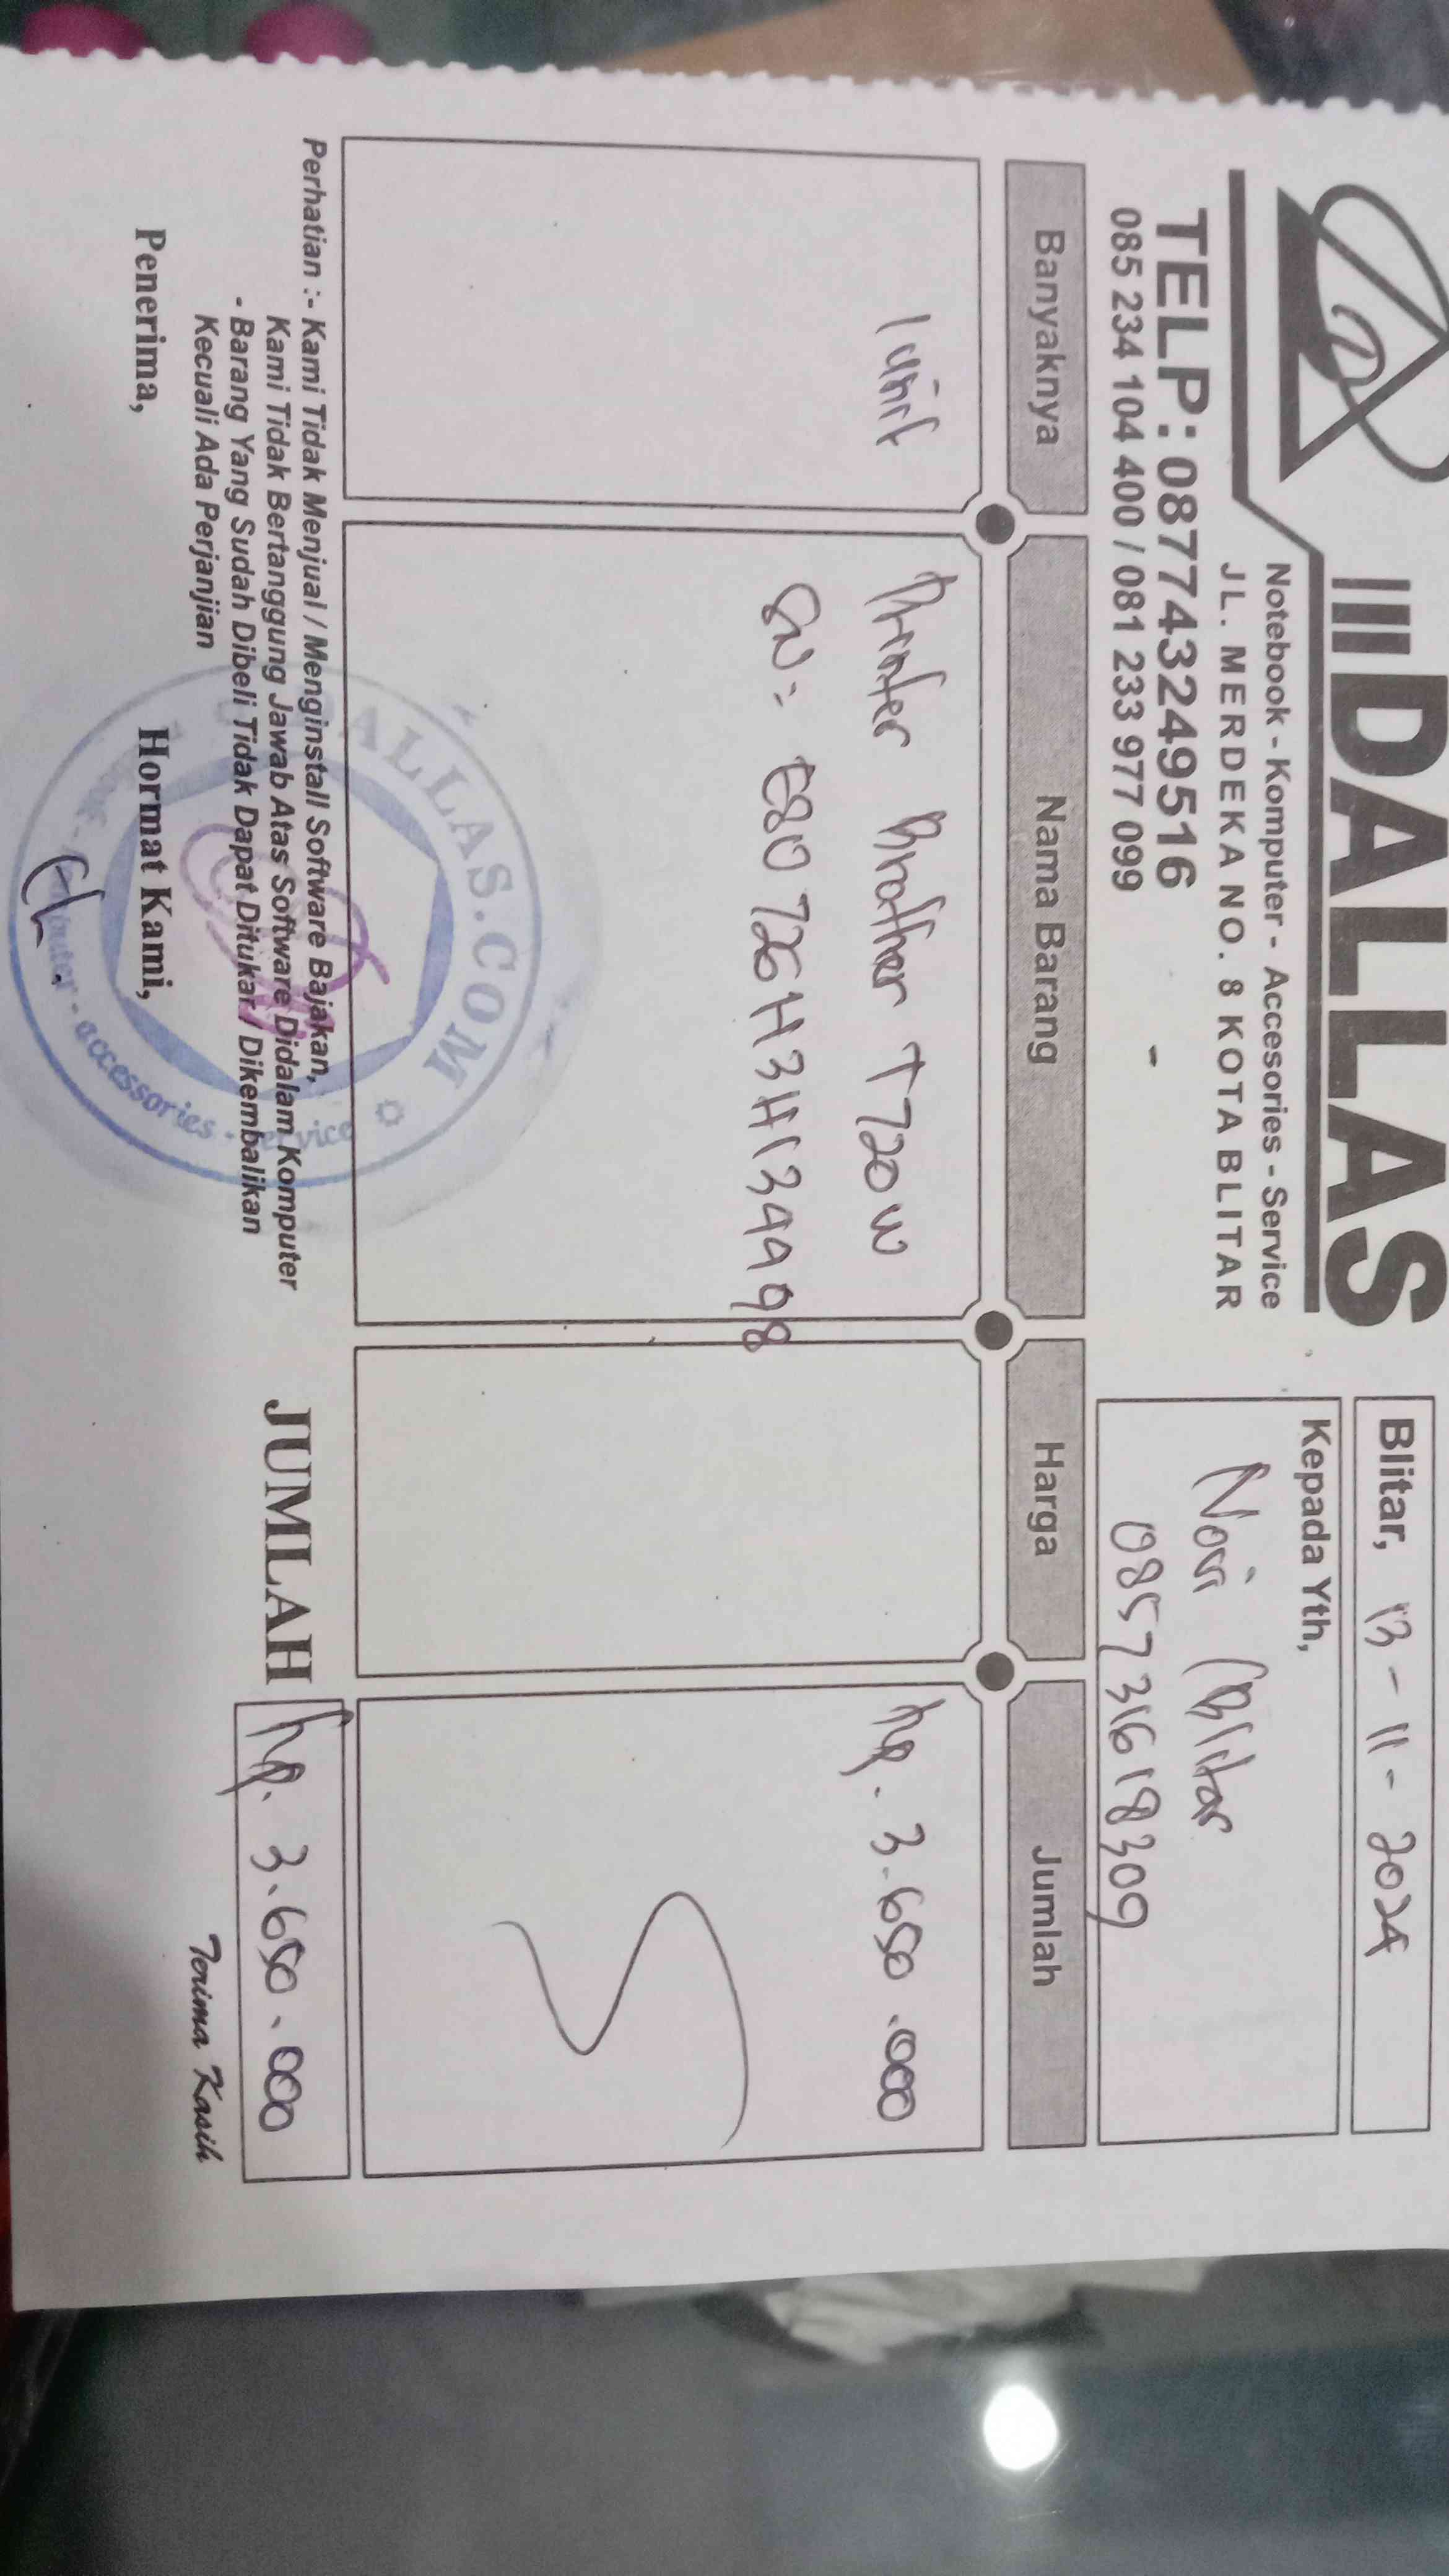 DALLAS
Notebook - Komputer - Accesories - Service
JL. MERDEKA NO. 8 KOTA BLITAR
TELP: 087743249516
085 234 104 400 / 081 233 977 099
Blitar, 13 - 11 - 2024
Kepada Yth,
Novi Blitar
085731618309
Banyaknya Nama Barang Harga Jumlah
1 unit Printer Brother T720W Rp. 3.650.000
SN: E80726H3H134998
JUMLAH Rp. 3.650.000
Perhatian :- Kami Tidak Menjual / Menginstall Software Bajakan,
Kami Tidak Bertanggung Jawab Atas Software Didalam Komputer
- Barang Yang Sudah Dibeli Tidak Dapat Ditukar / Dikembalikan
Kecuali Ada Perjanjian
Terima Kasih
Penerima, Hormat Kami,
DALLAS.COM
accessories - service